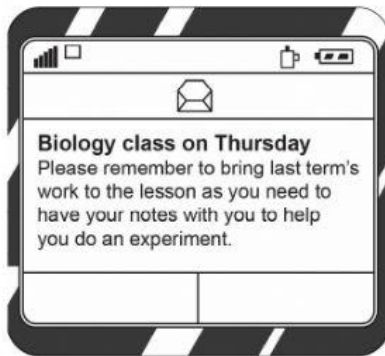 Biology class on Thursday
Please remember to bring last term's
work to the lesson as you need to
have your notes with you to help
you do an experiment.